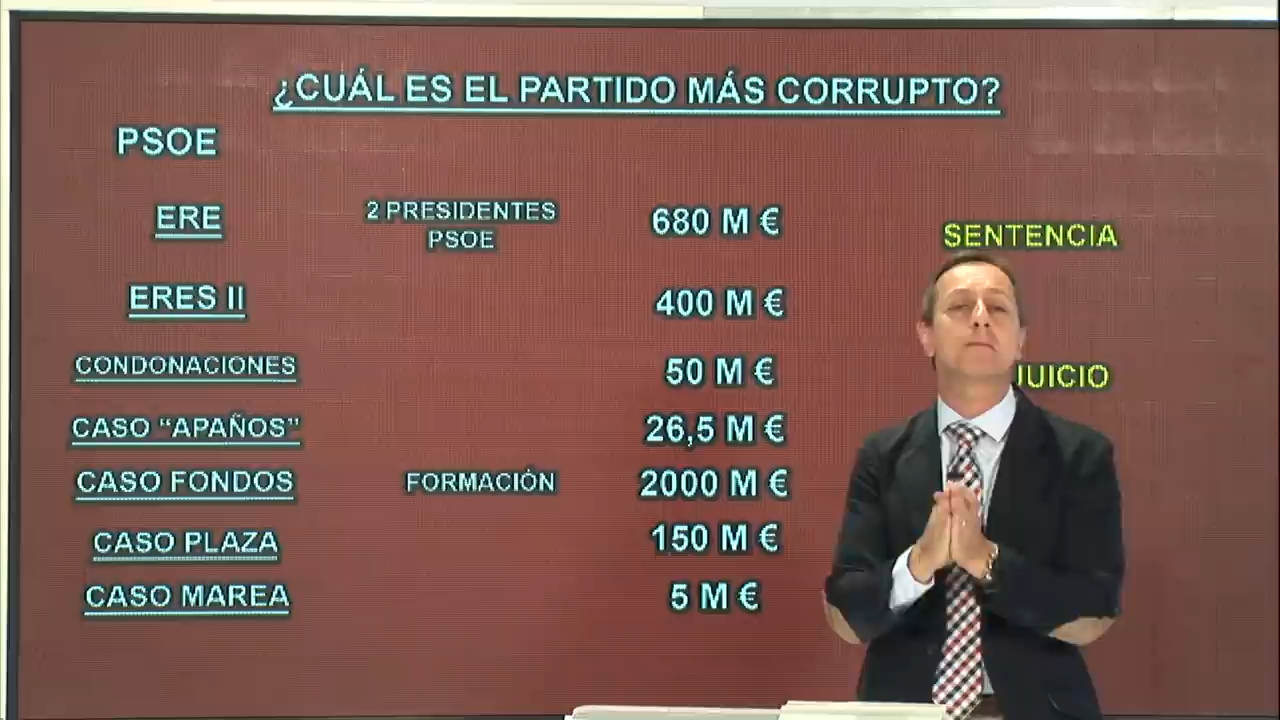 ¿CUÁL ES EL PARTIDO MÁS CORRUPTO?
PSOE
ERE
2 PRESIDENTES
PSOE
680 M €
SENTENCIA
ERES II
400 M €
CONDONACIONES
50 M €
JUICIO
CASO “APAÑOS”
26,5 M €
CASO FONDOS
FORMACIÓN
2000 M €
CASO PLAZA
150 M €
CASO MAREA
5 M €